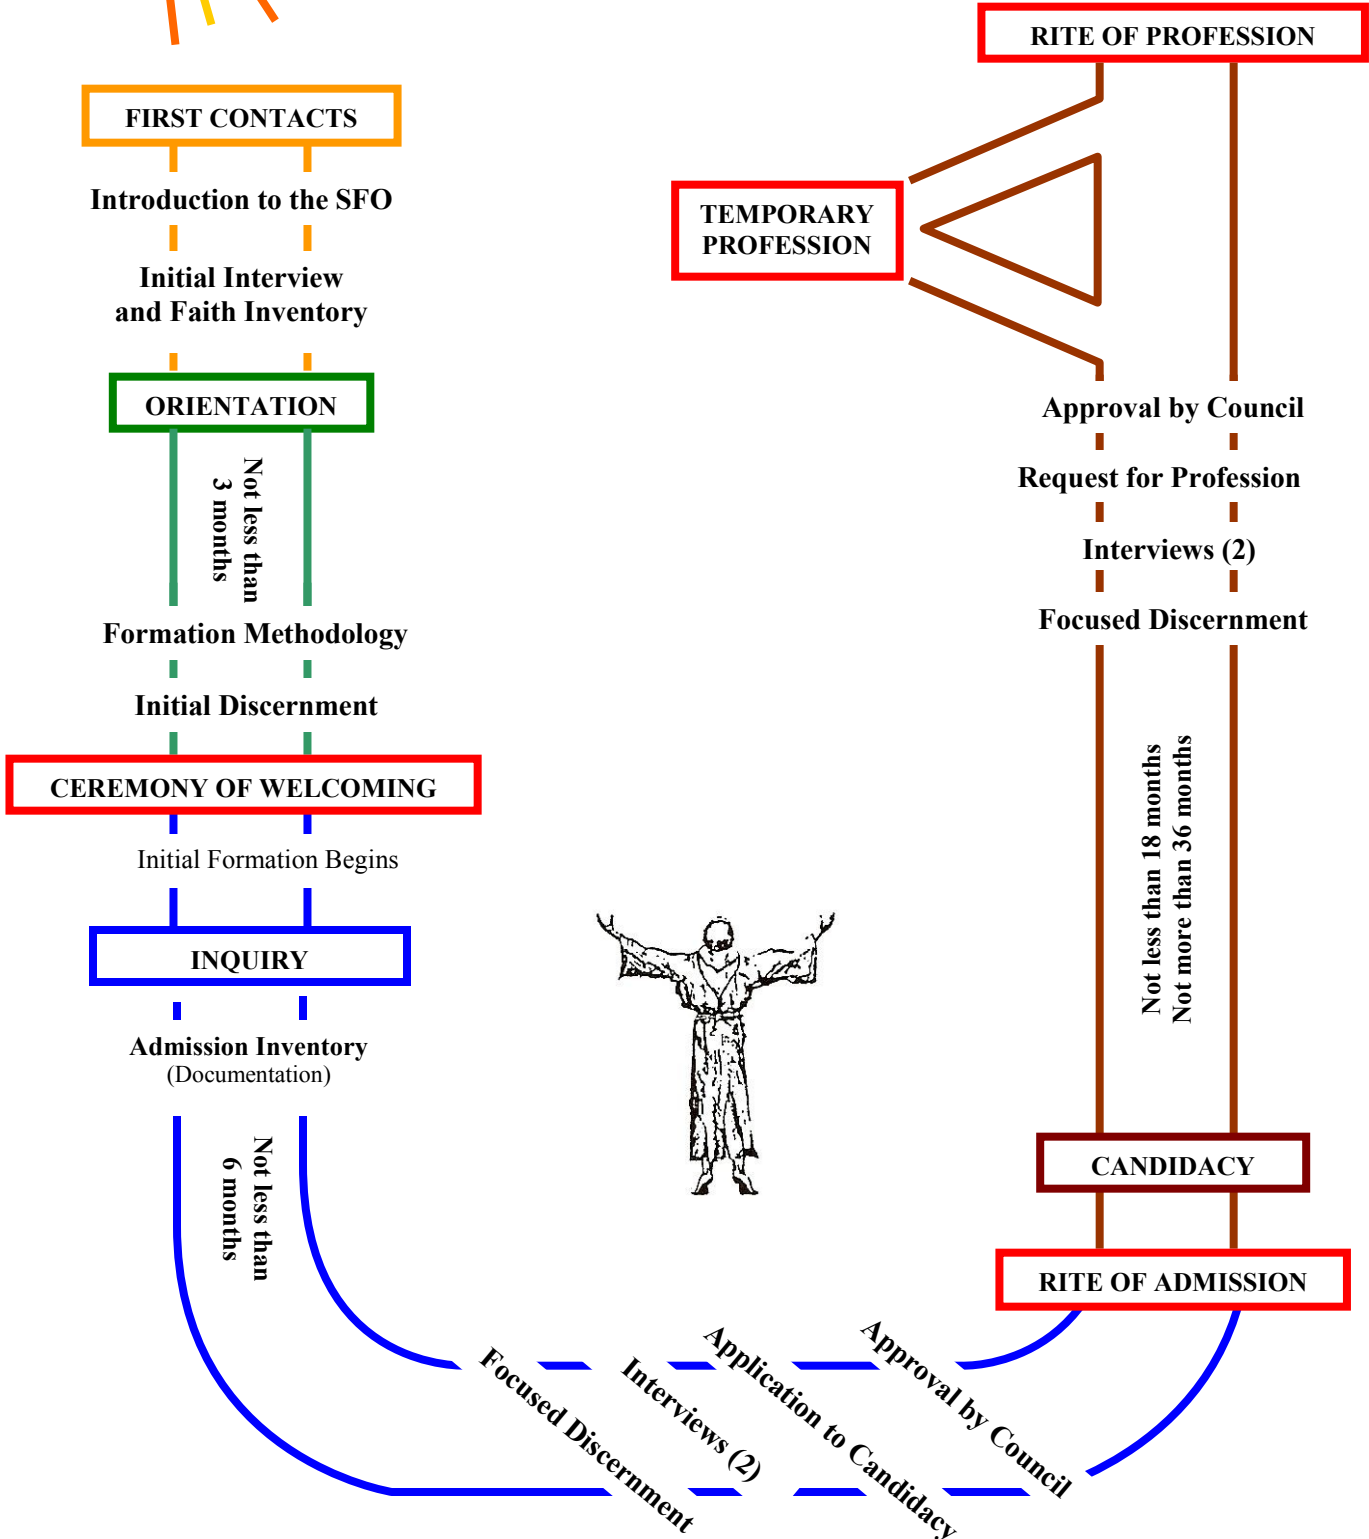 FIRST CONTACTS
Introduction to the SFO
Initial Interview
and Faith Inventory
ORIENTATION
Not less than
3 months
Formation Methodology
Initial Discernment
CEREMONY OF WELCOMING
Initial Formation Begins
INQUIRY
Admission Inventory
(Documentation)
Not less than
6 months
Focused Discernment
Interviews (2)
Application to Candidacy
Approval by Council
RITE OF ADMISSION
CANDIDACY
Not less than 18 months
Not more than 36 months
Focused Discernment
Interviews (2)
Request for Profession
Approval by Council
TEMPORARY
PROFESSION
RITE OF PROFESSION